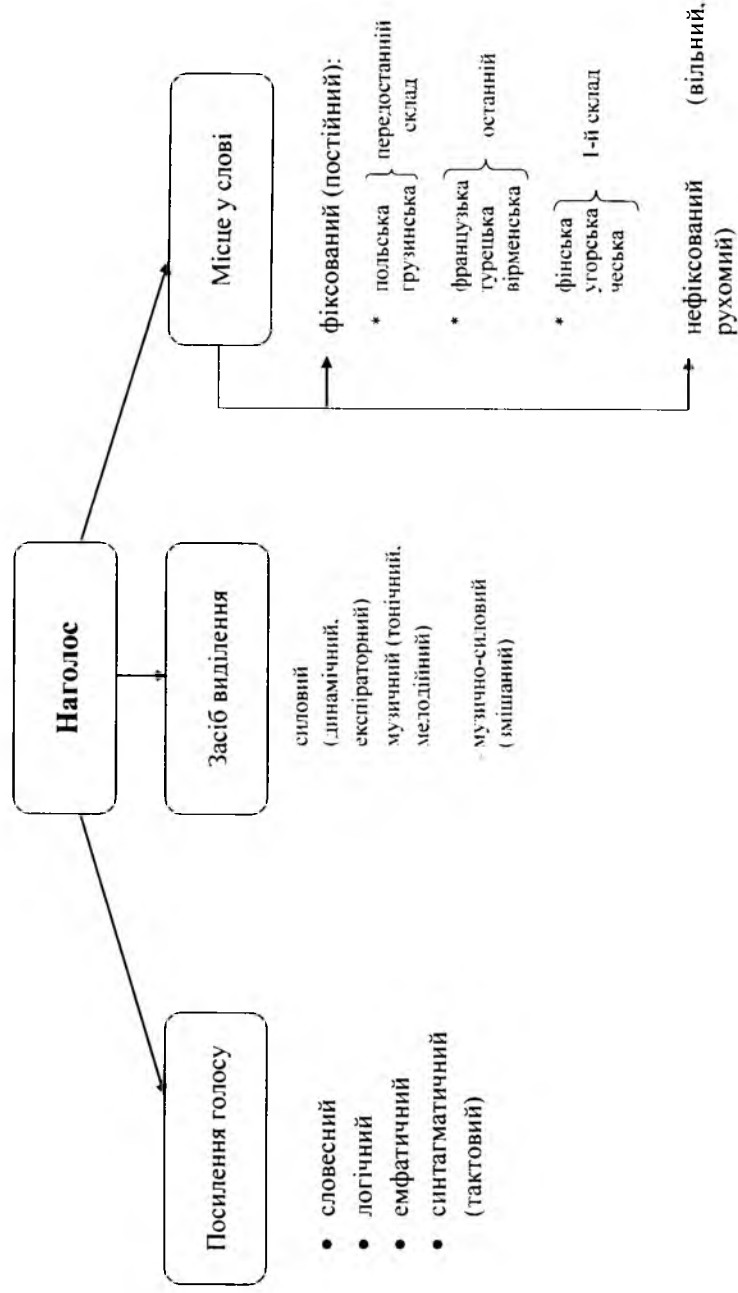 Наголос
Посилення голосу
• словесний
• логічний
• емфатичний
• синтагматичний
(тактовий)
Засіб виділення
силовий
(динамічний.
експіраторний)
музичний (тонічний.
мелодійний)
- музично-силовий
(змішаний)
Місце у слові
фіксований (постійний):
* польська
грузинська
передостанній
склад
* французька
турецька
вірменська
останній
* фінська
угорська
чеська
1-й склад
нефіксований (вільний.
рухомий)